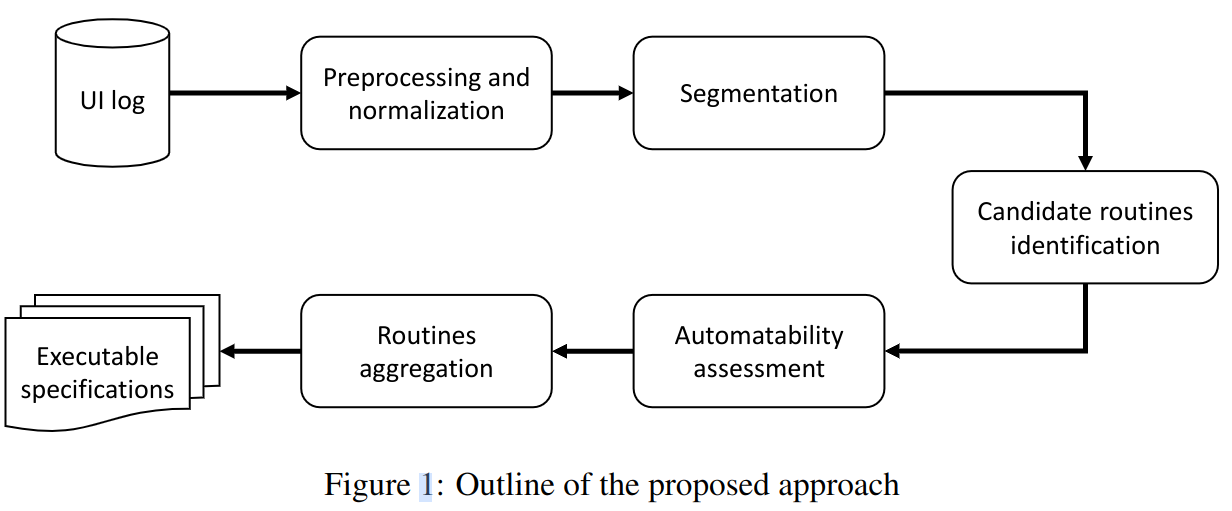 UI log
Preprocessing and
normalization
Segmentation
Candidate routines
identification
Automatability
assessment
Routines
aggregation
Executable
specifications
Figure 1: Outline of the proposed approach